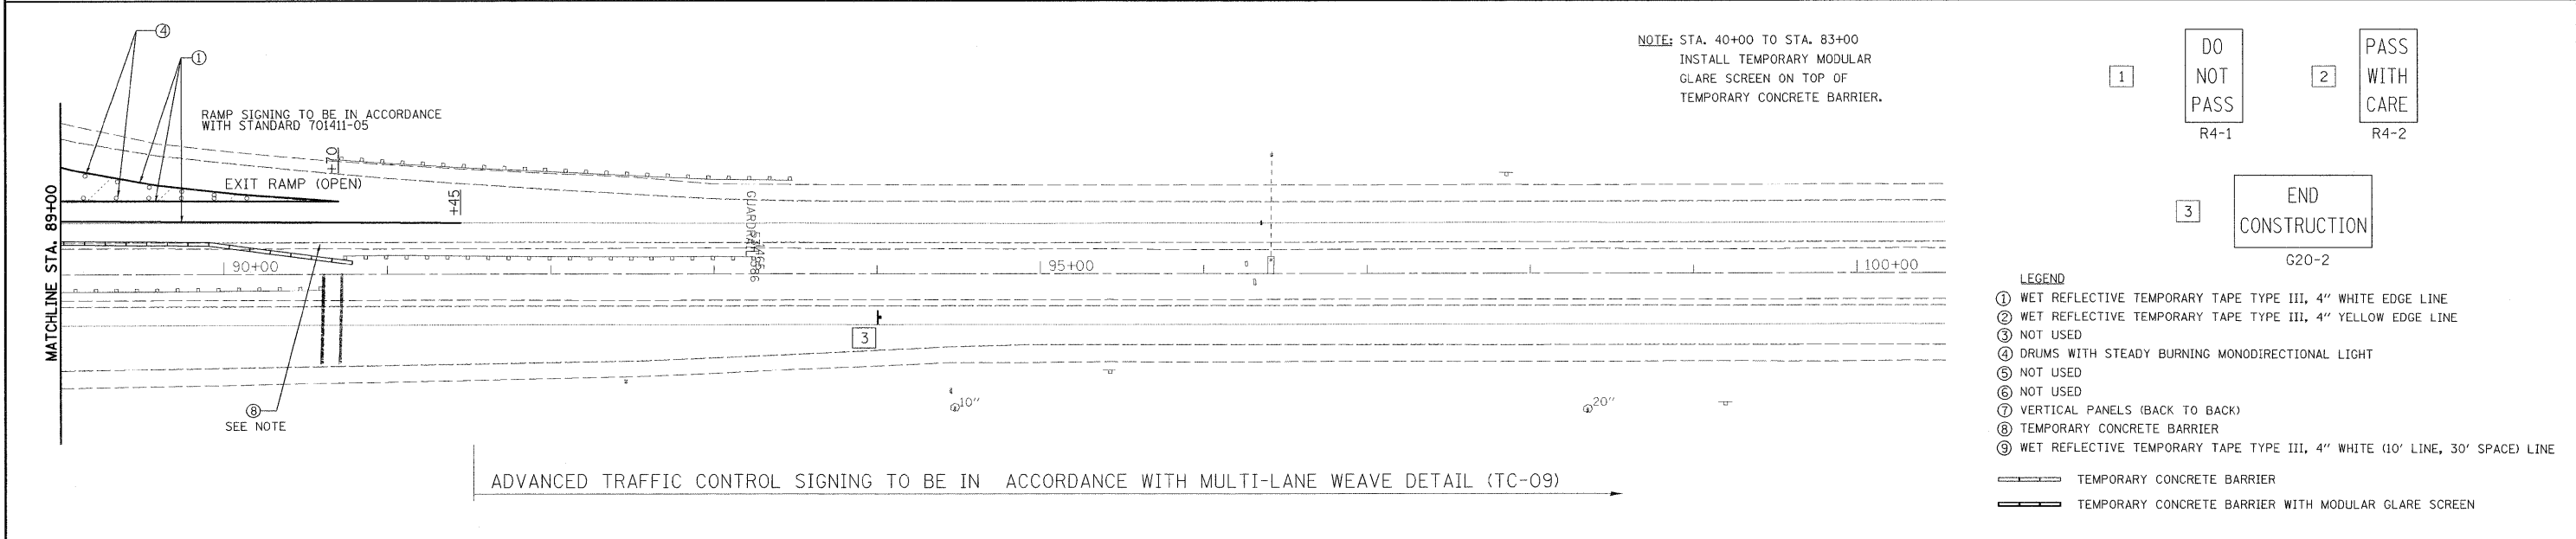 ④
①
RAMP SIGNING TO BE IN ACCORDANCE
WITH STANDARD 701411-05
+70
EXIT RAMP (OPEN)
+45
MATCHLINE STA. 89+00
GUARDRAIL
90+00
95+00
100+00
3
⑧
SEE NOTE
10"
20"
ADVANCED TRAFFIC CONTROL SIGNING TO BE IN ACCORDANCE WITH MULTI-LANE WEAVE DETAIL (TC-09)
NOTE: STA. 40+00 TO STA. 83+00
INSTALL TEMPORARY MODULAR
GLARE SCREEN ON TOP OF
TEMPORARY CONCRETE BARRIER.
1
DO
NOT
PASS
R4-1
2
PASS
WITH
CARE
R4-2
3
END
CONSTRUCTION
G20-2
LEGEND
① WET REFLECTIVE TEMPORARY TAPE TYPE III, 4" WHITE EDGE LINE
② WET REFLECTIVE TEMPORARY TAPE TYPE III, 4" YELLOW EDGE LINE
③ NOT USED
④ DRUMS WITH STEADY BURNING MONODIRECTIONAL LIGHT
⑤ NOT USED
⑥ NOT USED
⑦ VERTICAL PANELS (BACK TO BACK)
⑧ TEMPORARY CONCRETE BARRIER
⑨ WET REFLECTIVE TEMPORARY TAPE TYPE III, 4" WHITE (10' LINE, 30' SPACE) LINE
TEMPORARY CONCRETE BARRIER
TEMPORARY CONCRETE BARRIER WITH MODULAR GLARE SCREEN